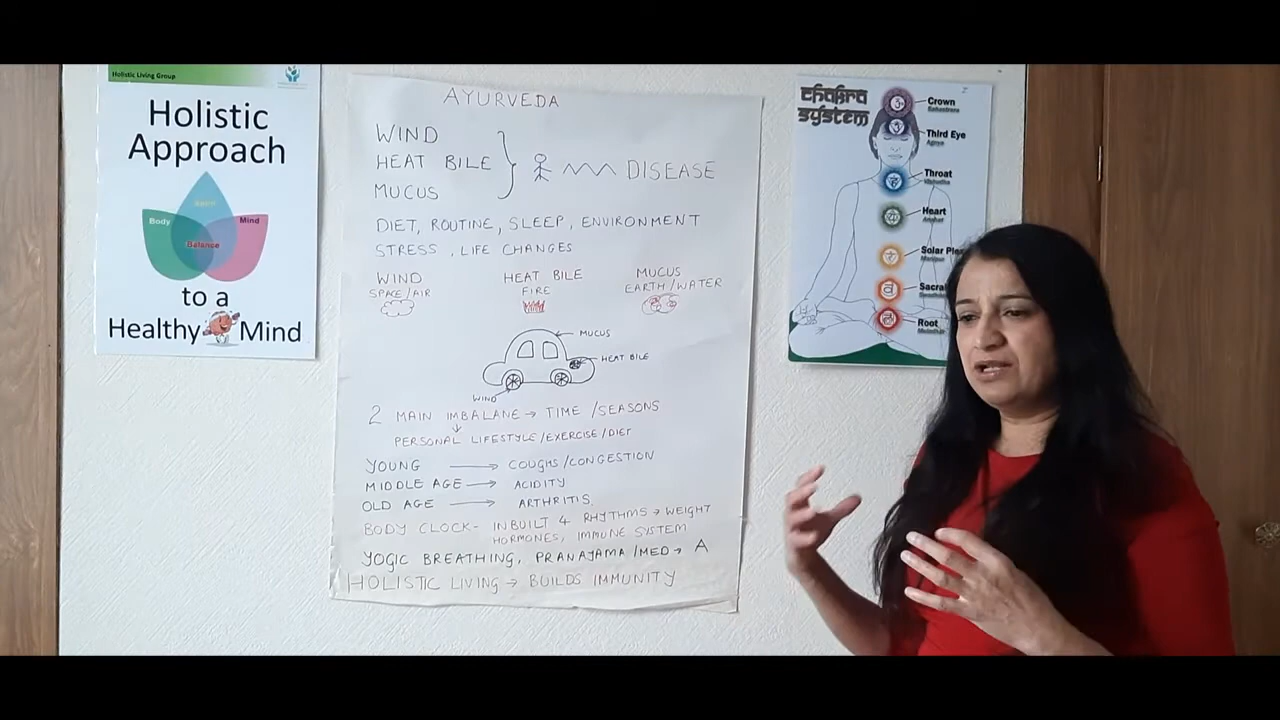 Holistic Living Group
Holistic
Approach
Spirit
Body
Mind
Balance
to a
Healthy Mind
AYURVEDA
WIND
HEAT BILE
MUCUS
DISEASE
DIET, ROUTINE, SLEEP, ENVIRONMENT
STRESS, LIFE CHANGES
WIND
SPACE/AIR
HEAT BILE
FIRE
MUCUS
EARTH/WATER
MUCUS
HEAT BILE
WIND
2 MAIN IMBALANE → TIME/SEASONS
PERSONAL LIFESTYLE/EXERCISE/DIET
YOUNG → COUGHS/CONGESTION
MIDDLE AGE → ACIDITY
OLD AGE → ARTHRITIS
BODY CLOCK- INBUILT 4 RHYTHMS → WEIGHT
HORMONES, IMMUNE SYSTEM
YOGIC BREATHING, PRANAYAMA/MED → A
HOLISTIC LIVING → BUILDS IMMUNITY
Chakra
System
Crown
Third Eye
Throat
Heart
Solar
Root